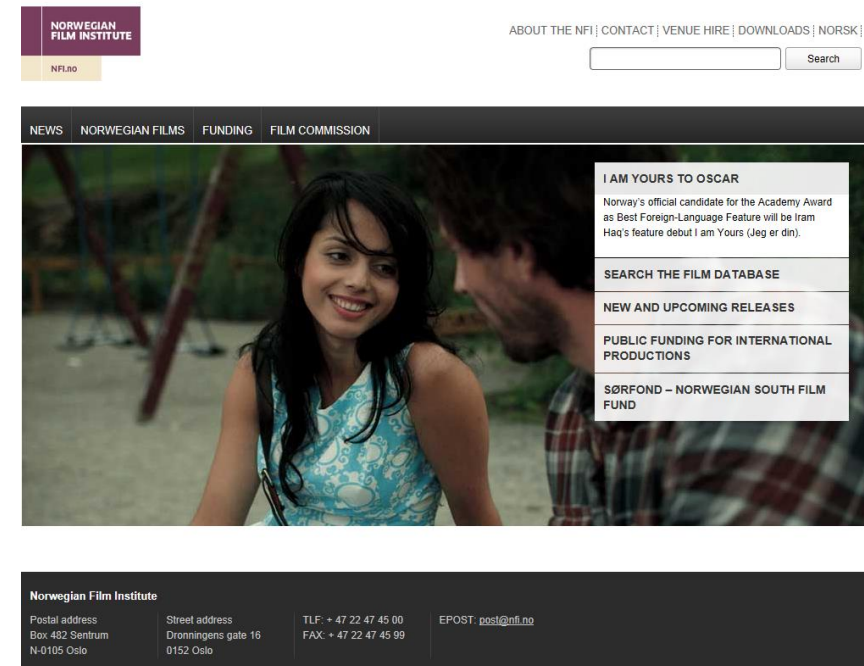 NORWEGIAN
FILM INSTITUTE
NFI.no
ABOUT THE NFI CONTACT VENUE HIRE DOWNLOADS NORSK
Search
NEWS NORWEGIAN FILMS FUNDING FILM COMMISSION
I AM YOURS TO OSCAR
Norway's official candidate for the Academy Award
as Best Foreign-Language Feature will be Iram
Haq's feature debut I am Yours (Jeg er din).
SEARCH THE FILM DATABASE
NEW AND UPCOMING RELEASES
PUBLIC FUNDING FOR INTERNATIONAL
PRODUCTIONS
SØRFOND – NORWEGIAN SOUTH FILM
FUND
Norwegian Film Institute
Postal address
Box 482 Sentrum
N-0105 Oslo
Street address
Dronningens gate 16
0152 Oslo
TLF: + 47 22 47 45 00
FAX: + 47 22 47 45 99
EPOST: post@nfi.no